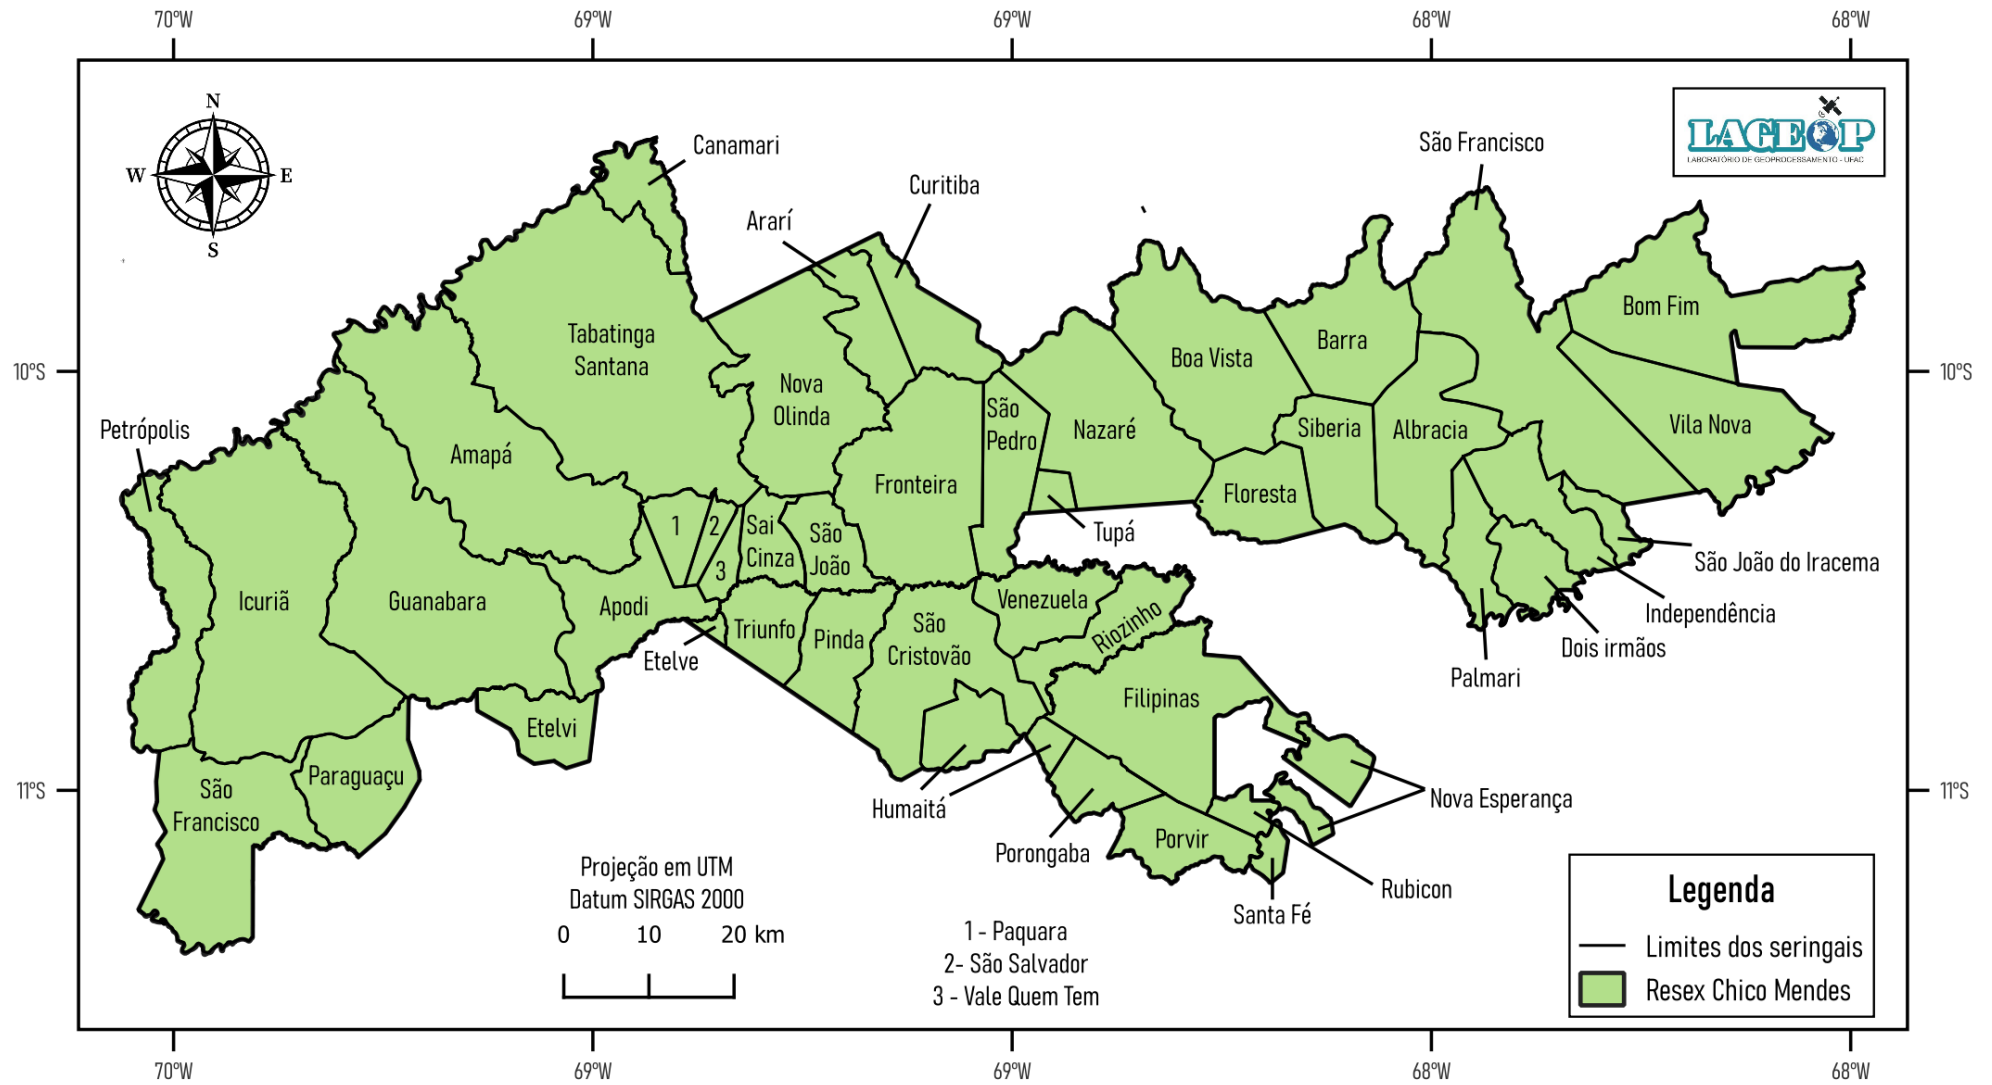 70°W
69°W
69°W
68°W
68°W
N
W
E
S
LAGEOP
LABORATÓRIO DE GEOPROCESSAMENTO - UFAC
Canamari
São Francisco
Curitiba
Ararí
Tabatinga
Santana
Bom Fim
Barra
Boa Vista
10°S
10°S
Nova
Olinda
São
Pedro
Nazaré
Siberia
Albracia
Vila Nova
Petrópolis
Amapá
Fronteira
Floresta
1
2
3
Sai
Cinza
São
João
Tupá
São João do Iracema
Icuriã
Guanabara
Apodi
Venezuela
Riozinho
Independência
Triunfo
Pinda
São
Cristovão
Etelve
Dois irmãos
Palmari
Filipinas
Etelvi
Paraguaçu
São
Francisco
11°S
11°S
Humaitá
Nova Esperança
Porongaba
Porvir
Rubicon
Santa Fé
Projeção em UTM
Datum SIRGAS 2000
0 10 20 km
1 - Paquara
2- São Salvador
3 - Vale Quem Tem
Legenda
Limites dos seringais
Resex Chico Mendes
70°W
69°W
69°W
68°W
68°W